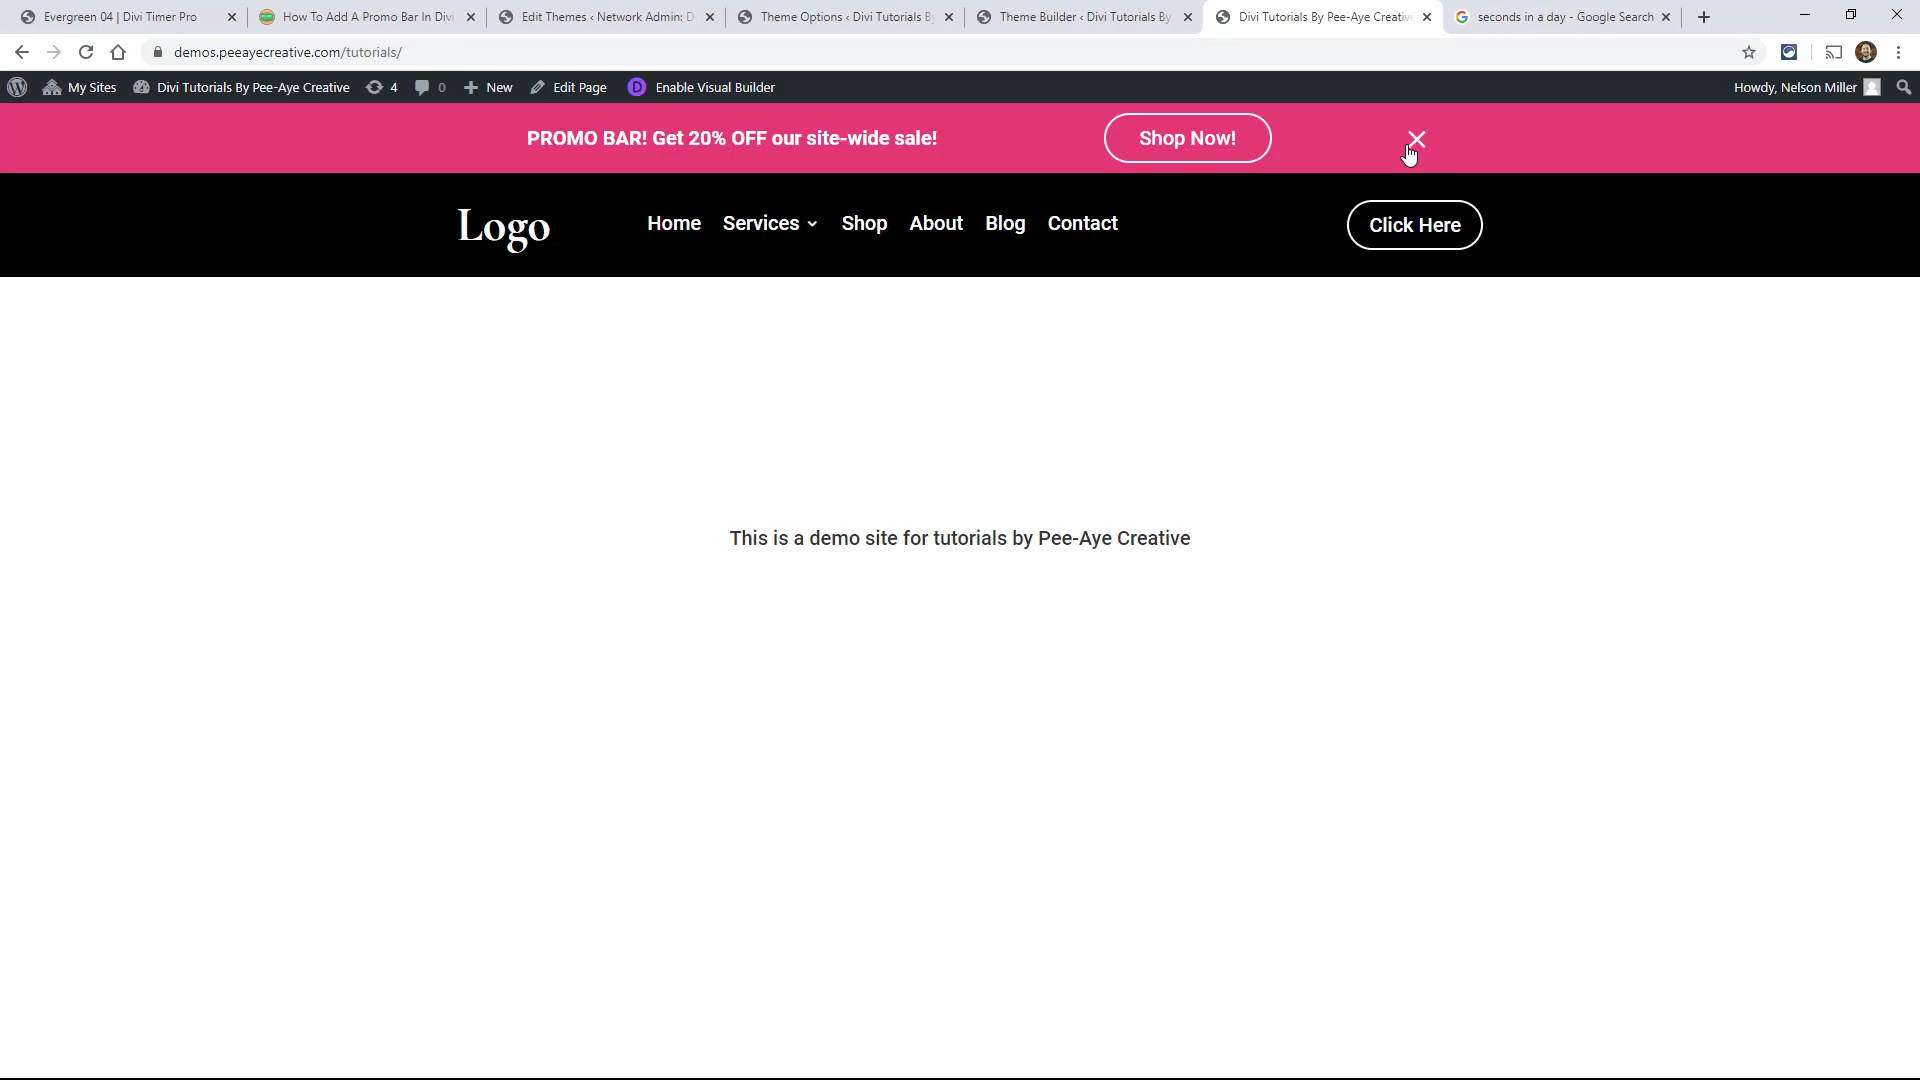 Evergreen 04 | Divi Timer Pro
How To Add A Promo Bar In Divi
Edit Themes ‹ Network Admin: D
Theme Options ‹ Divi Tutorials By
Theme Builder ‹ Divi Tutorials By
Divi Tutorials By Pee-Aye Creative
seconds in a day - Google Search
demos.peeayecreative.com/tutorials/
My Sites
Divi Tutorials By Pee-Aye Creative
4
0
New
Edit Page
D
Enable Visual Builder
Howdy, Nelson Miller
PROMO BAR! Get 20% OFF our site-wide sale!
Shop Now!
Logo
Home
Services
Shop
About
Blog
Contact
Click Here
This is a demo site for tutorials by Pee-Aye Creative